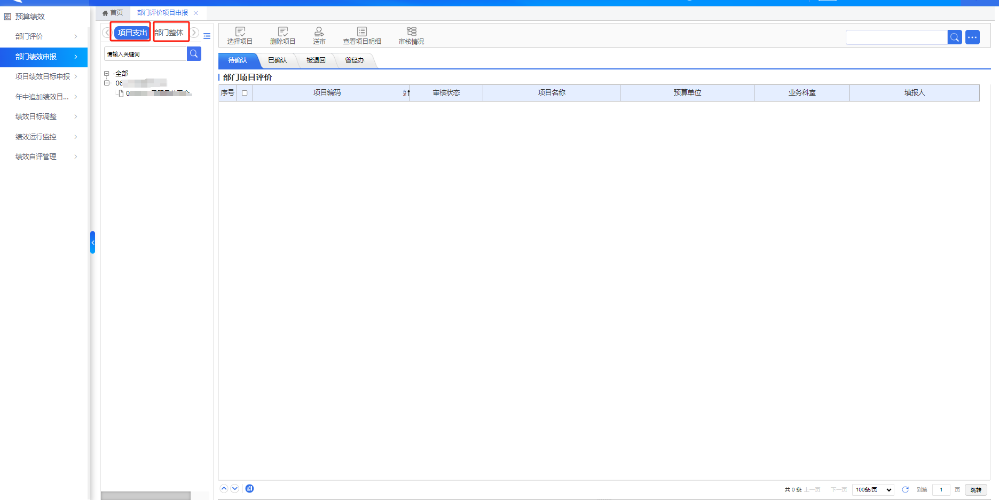 预算绩效
部门评价
部门绩效申报
项目绩效目标申报
年中追加绩效目...
绩效目标调整
绩效运行监控
绩效自评管理
首页
部门评价项目申报
项目支出
部门整体
请输入关键词
-全部
06
0
选择项目
删除项目
送审
查看项目明细
审核情况
待确认
已确认
被退回
曾经办
部门项目评价
序号 项目编码 审核状态 项目名称 预算单位 业务科室 填报人
共 0 条 上一页 下一页 100条/页 到第 1 页 跳转